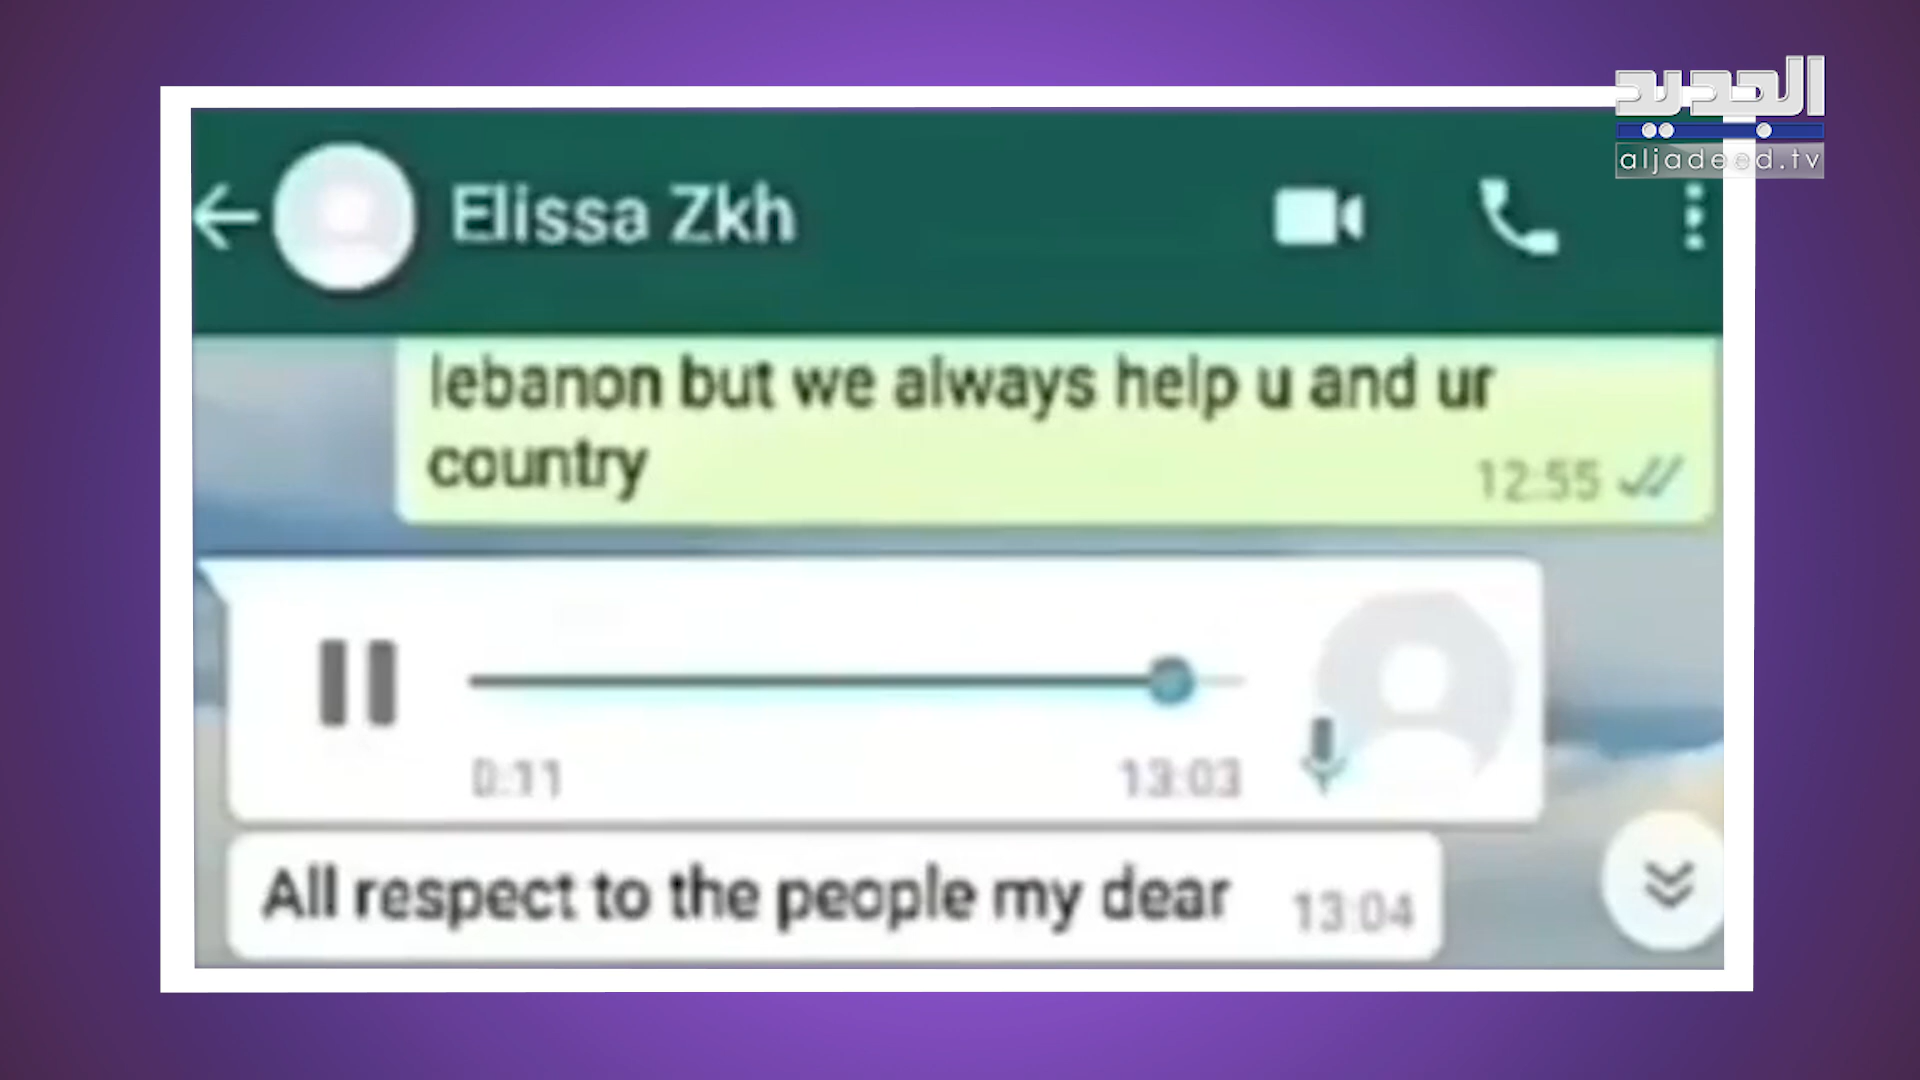 الجديد
aljadeed.tv
Elissa Zkh
lebanon but we always help u and ur
country
12:55
0:11
13:03
All respect to the people my dear
13:04